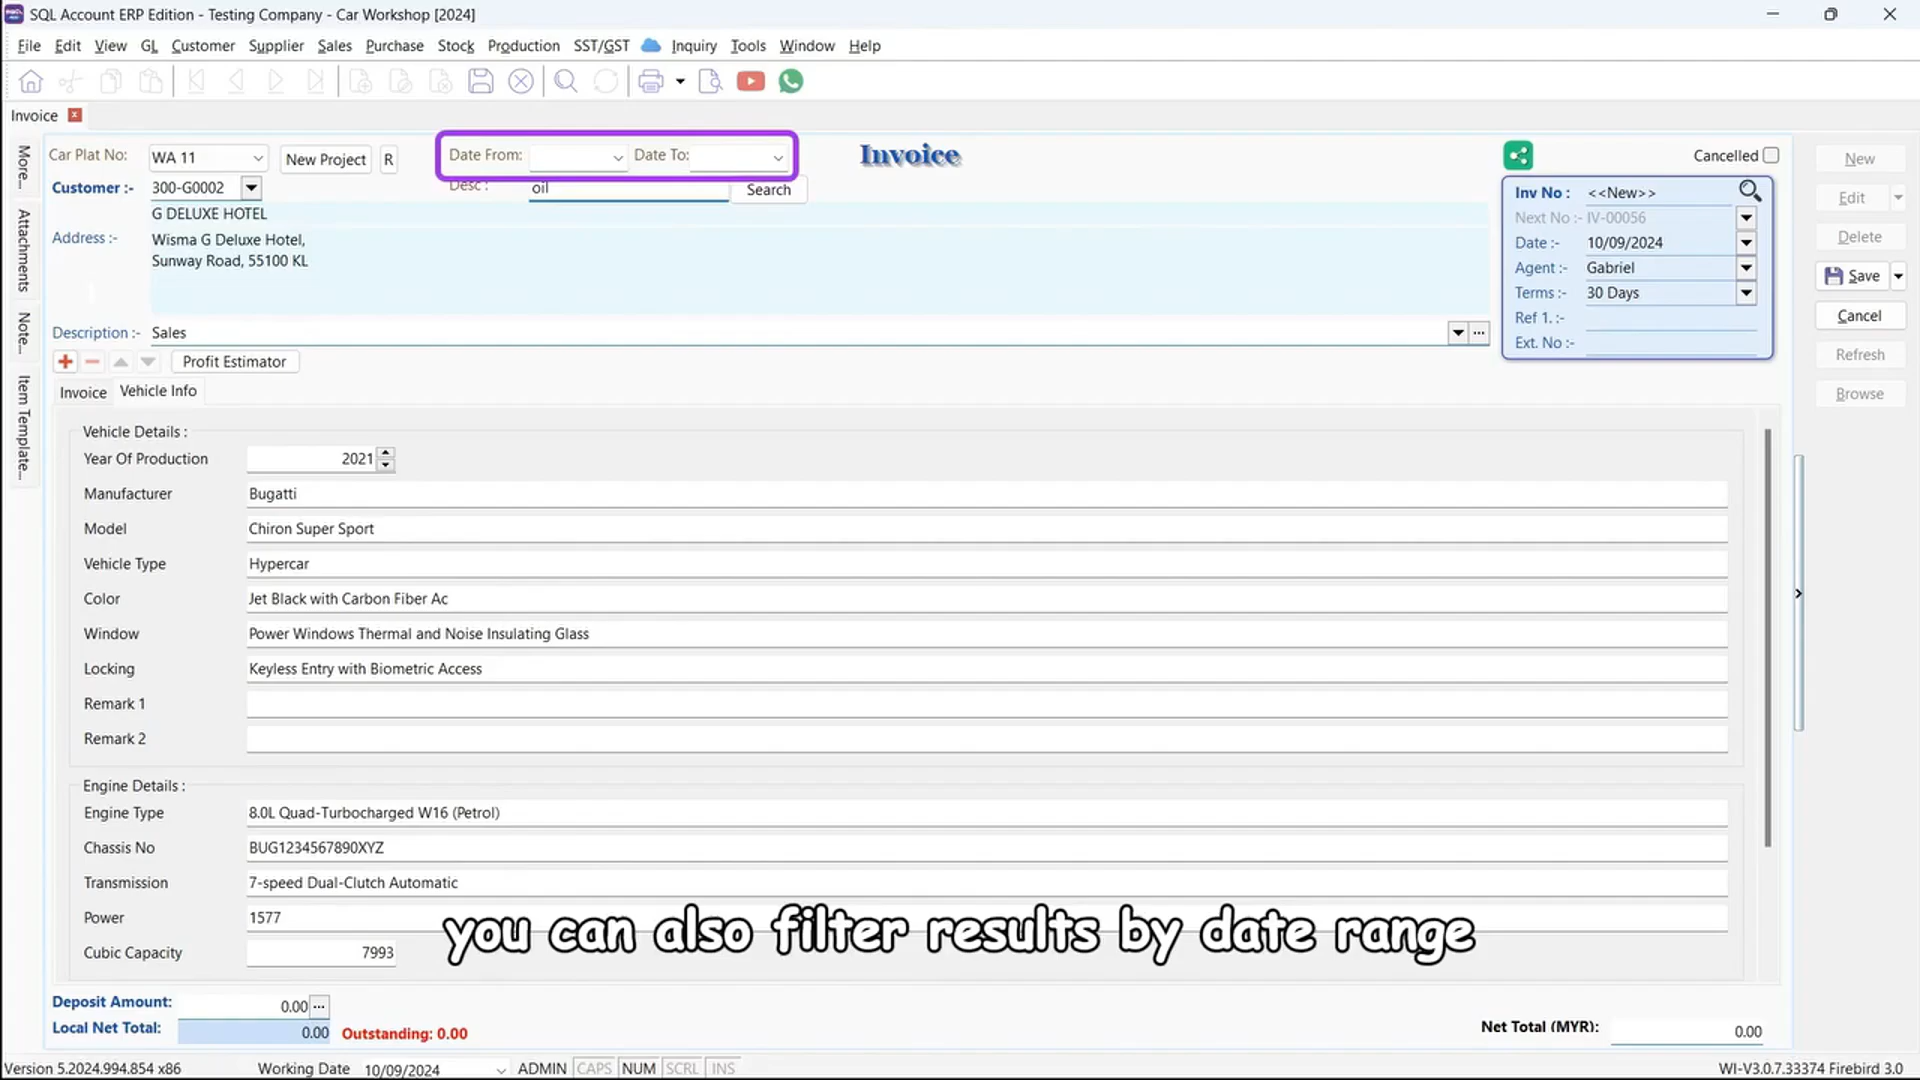 SQL Account ERP Edition - Testing Company - Car Workshop [2024]
File Edit View GL Customer Supplier Sales Purchase Stock Production SST/GST Inquiry Tools Window Help
Invoice
Car Plat No: WA 11 New Project R Date From: Date To: Invoice Cancelled New
Customer :- 300-G0002 Desc : oil Search Inv No : <<New>> Edit
G DELUXE HOTEL Next No :- IV-00056
Address :- Wisma G Deluxe Hotel, Date :- 10/09/2024 Delete
Sunway Road, 55100 KL Agent :- Gabriel Save
Terms :- 30 Days
Ref 1. :- Cancel
Description :- Sales ... Ext. No :-
Profit Estimator Refresh
Invoice Vehicle Info Browse
More...
Attachments
Note...
Item Template...
Vehicle Details :
Year Of Production 2021
Manufacturer Bugatti
Model Chiron Super Sport
Vehicle Type Hypercar
Color Jet Black with Carbon Fiber Ac
Window Power Windows Thermal and Noise Insulating Glass
Locking Keyless Entry with Biometric Access
Remark 1
Remark 2
Engine Details :
Engine Type 8.0L Quad-Turbocharged W16 (Petrol)
Chassis No BUG1234567890XYZ
Transmission 7-speed Dual-Clutch Automatic
Power 1577
you can also filter results by date range
Cubic Capacity 7993
Deposit Amount: 0.00 ...
Local Net Total: 0.00 Outstanding: 0.00 Net Total (MYR): 0.00
Version 5.2024.994.854 x86 Working Date 10/09/2024 ADMIN CAPS NUM SCRL INS WI-V3.0.7.33374 Firebird 3.0